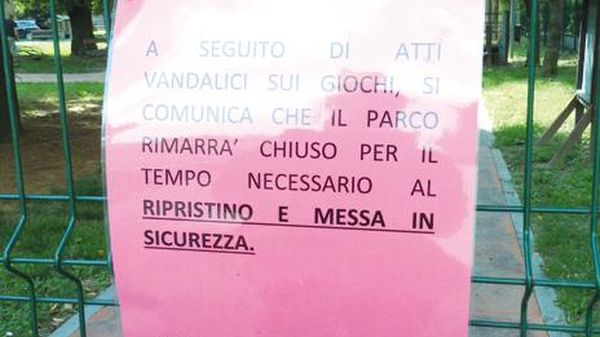 A SEGUITO DI ATTI
VANDALICI SUI GIOCHI, SI
COMUNICA CHE IL PARCO
RIMARRA' CHIUSO PER IL
TEMPO NECESSARIO AL
RIPRISTINO E MESSA IN
SICUREZZA.